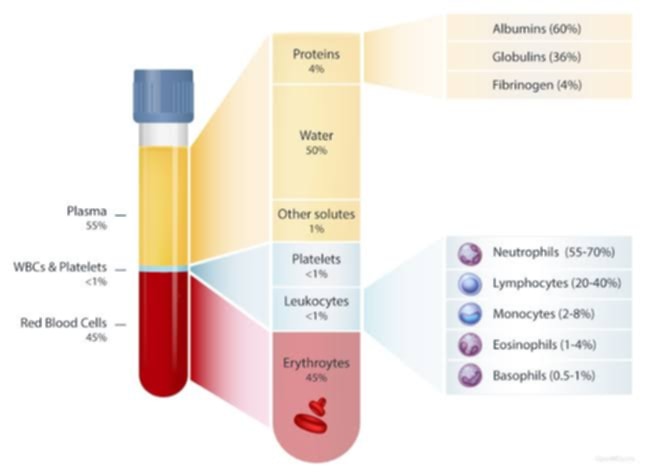 Albumins (60%)
Globulins (36%)
Fibrinogen (4%)
Proteins
4%
Water
50%
Other solutes
1%
Plasma
55%
WBCs & Platelets
<1%
Red Blood Cells
45%
Platelets
<1%
Leukocytes
<1%
Erythroytes
45%
Neutrophils (55-70%)
Lymphocytes (20-40%)
Monocytes (2-8%)
Eosinophils (1-4%)
Basophils (0.5-1%)